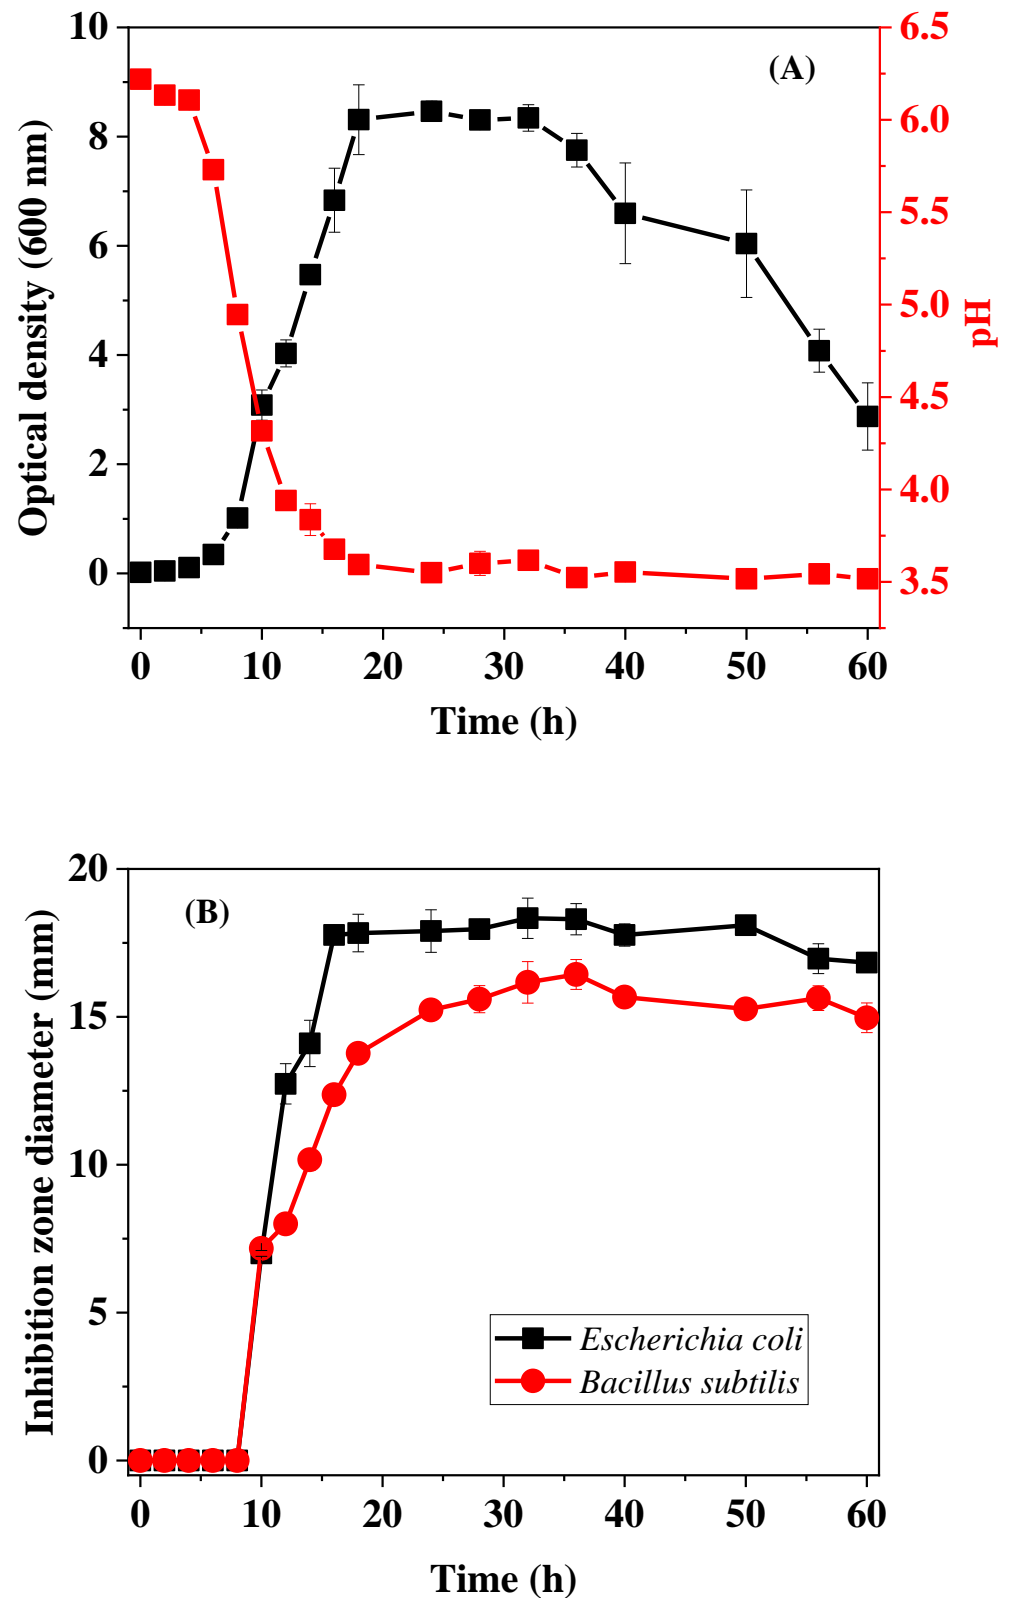 (A)
10
8
6
4
2
0
Optical density (600 nm)
6.5
6.0
5.5
5.0
4.5
4.0
3.5
pH
0 10 20 30 40 50 60
Time (h)
(B)
20
15
10
5
0
Inhibition zone diameter (mm)
Escherichia coli
Bacillus subtilis
0 10 20 30 40 50 60
Time (h)